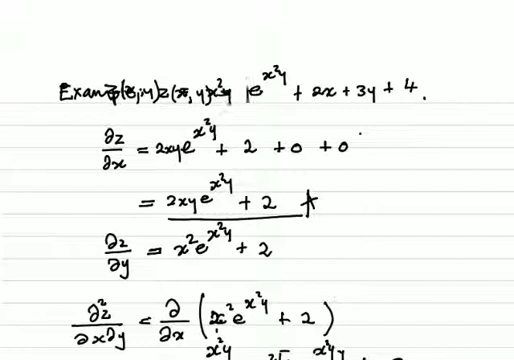 e^{x²y} + 2x + 3y + 4.
∂z/∂x = 2xye^{x²y} + 2 + 0 + 0
= 2xye^{x²y} + 2
∂z/∂y = x²e^{x²y} + 2
∂²z/∂x∂y = ∂/∂x (x²e^{x²y} + 2)